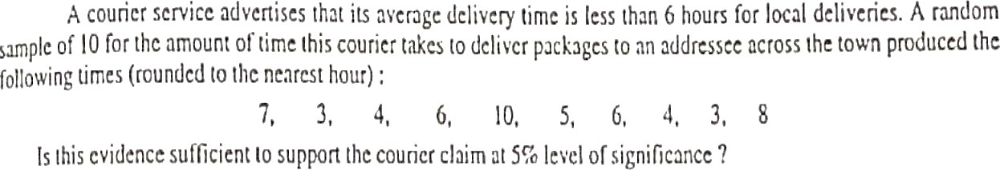 A courier service advertises that its average delivery time is less than 6 hours for local deliveries. A random
sample of 10 for the amount of time this courier takes to deliver packages to an addressee across the town produced the
following times (rounded to the nearest hour) :
7, 3, 4, 6, 10, 5, 6, 4, 3, 8
Is this evidence sufficient to support the courier claim at 5% level of significance ?